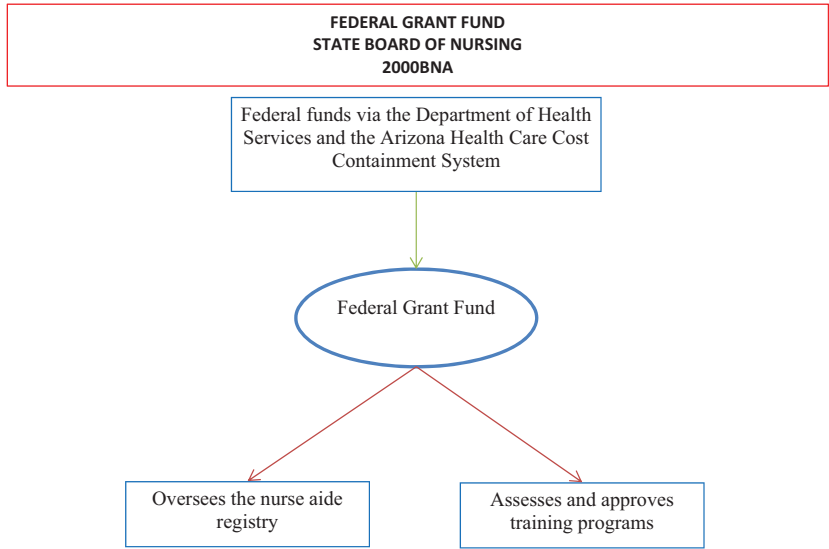 FEDERAL GRANT FUND
STATE BOARD OF NURSING
2000BNA
Federal funds via the Department of Health
Services and the Arizona Health Care Cost
Containment System
Federal Grant Fund
Oversees the nurse aide
registry
Assesses and approves
training programs